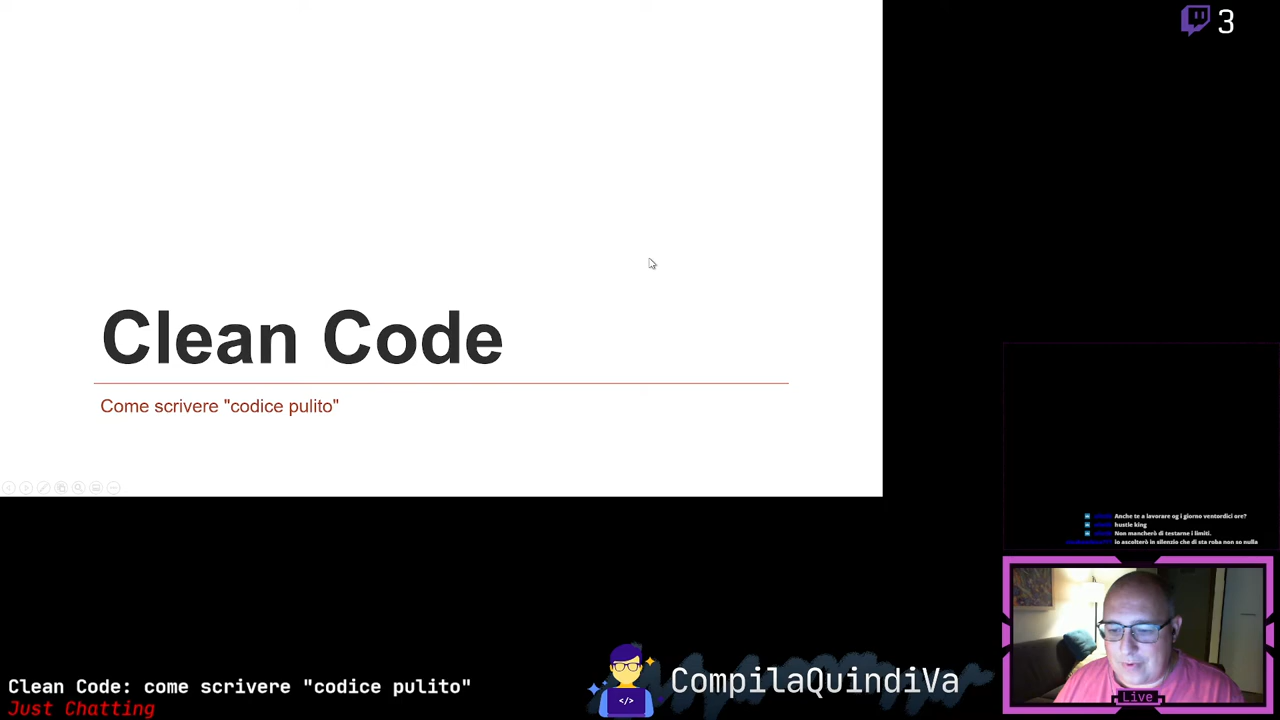 3
Clean Code
Come scrivere "codice pulito"
Anche te a lavorare og i giorno ventordici ore?
hustle king
Non mancherò di testarne i limiti.
io ascolterò in silenzio che di sta roba non so nulla
Live
</>
CompilaQuindiVa
Clean Code: come scrivere "codice pulito"
Just Chatting